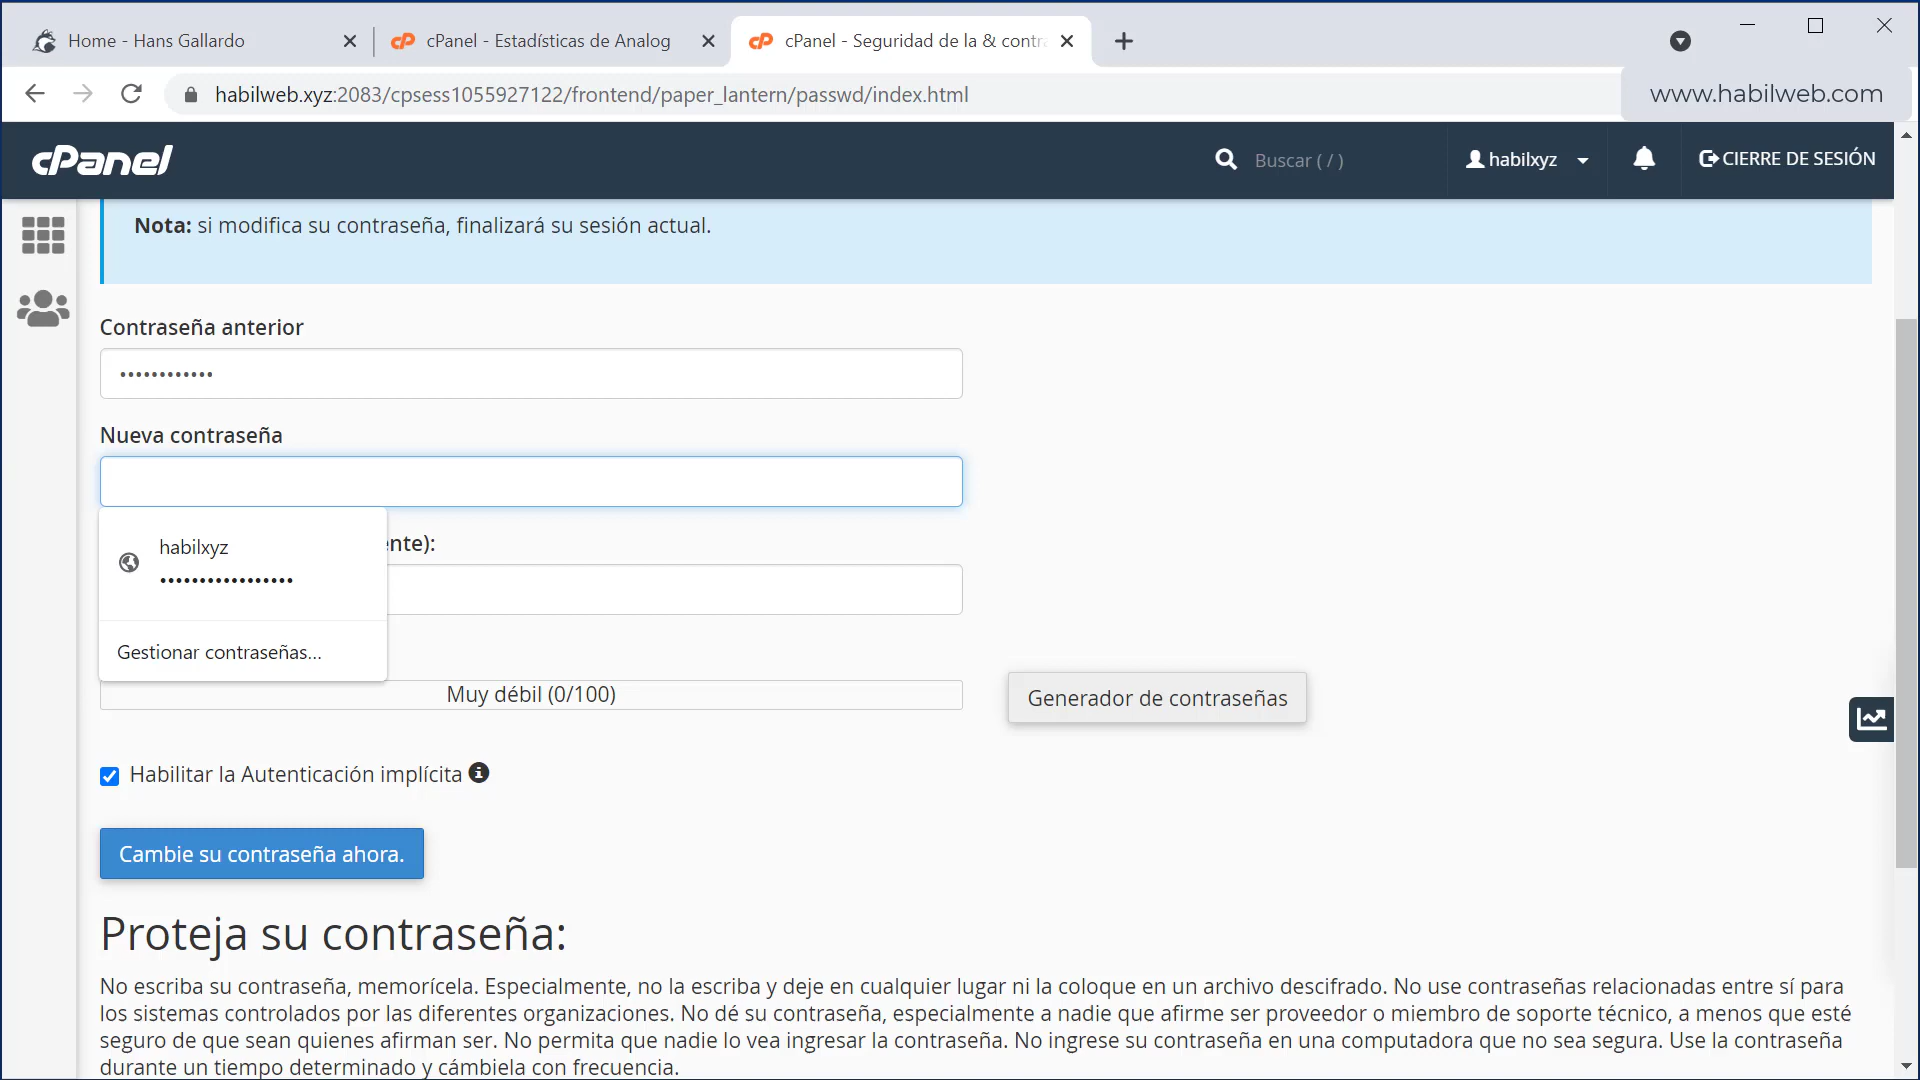 Home - Hans Gallardo
cPanel - Estadísticas de Analog
cPanel - Seguridad de la & contr
habilweb.xyz:2083/cpsess1055927122/frontend/paper_lantern/passwd/index.html
www.habilweb.com
cPanel
Buscar ( / )
habilxyz
CIERRE DE SESIÓN
Nota: si modifica su contraseña, finalizará su sesión actual.
Contraseña anterior
••••••••••••
Nueva contraseña
habilxyz
•••••••••••••••••
ente):
Gestionar contraseñas...
Muy débil (0/100)
Generador de contraseñas
Habilitar la Autenticación implícita
Cambie su contraseña ahora.
Proteja su contraseña:
No escriba su contraseña, memorícela. Especialmente, no la escriba y deje en cualquier lugar ni la coloque en un archivo descifrado. No use contraseñas relacionadas entre sí para
los sistemas controlados por las diferentes organizaciones. No dé su contraseña, especialmente a nadie que afirme ser proveedor o miembro de soporte técnico, a menos que esté
seguro de que sean quienes afirman ser. No permita que nadie lo vea ingresar la contraseña. No ingrese su contraseña en una computadora que no sea segura. Use la contraseña
durante un tiempo determinado y cámbiela con frecuencia.